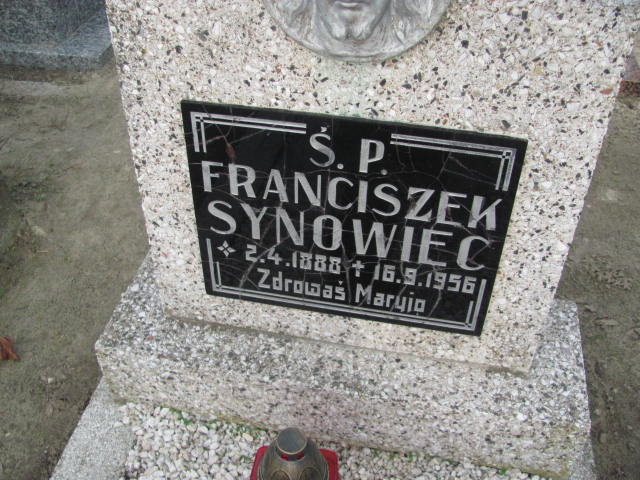 Ś. P.
FRANCISZEK
SYNOWIEC
2.4.1888 + 16.9.1956
Zdrowaś Maryjo